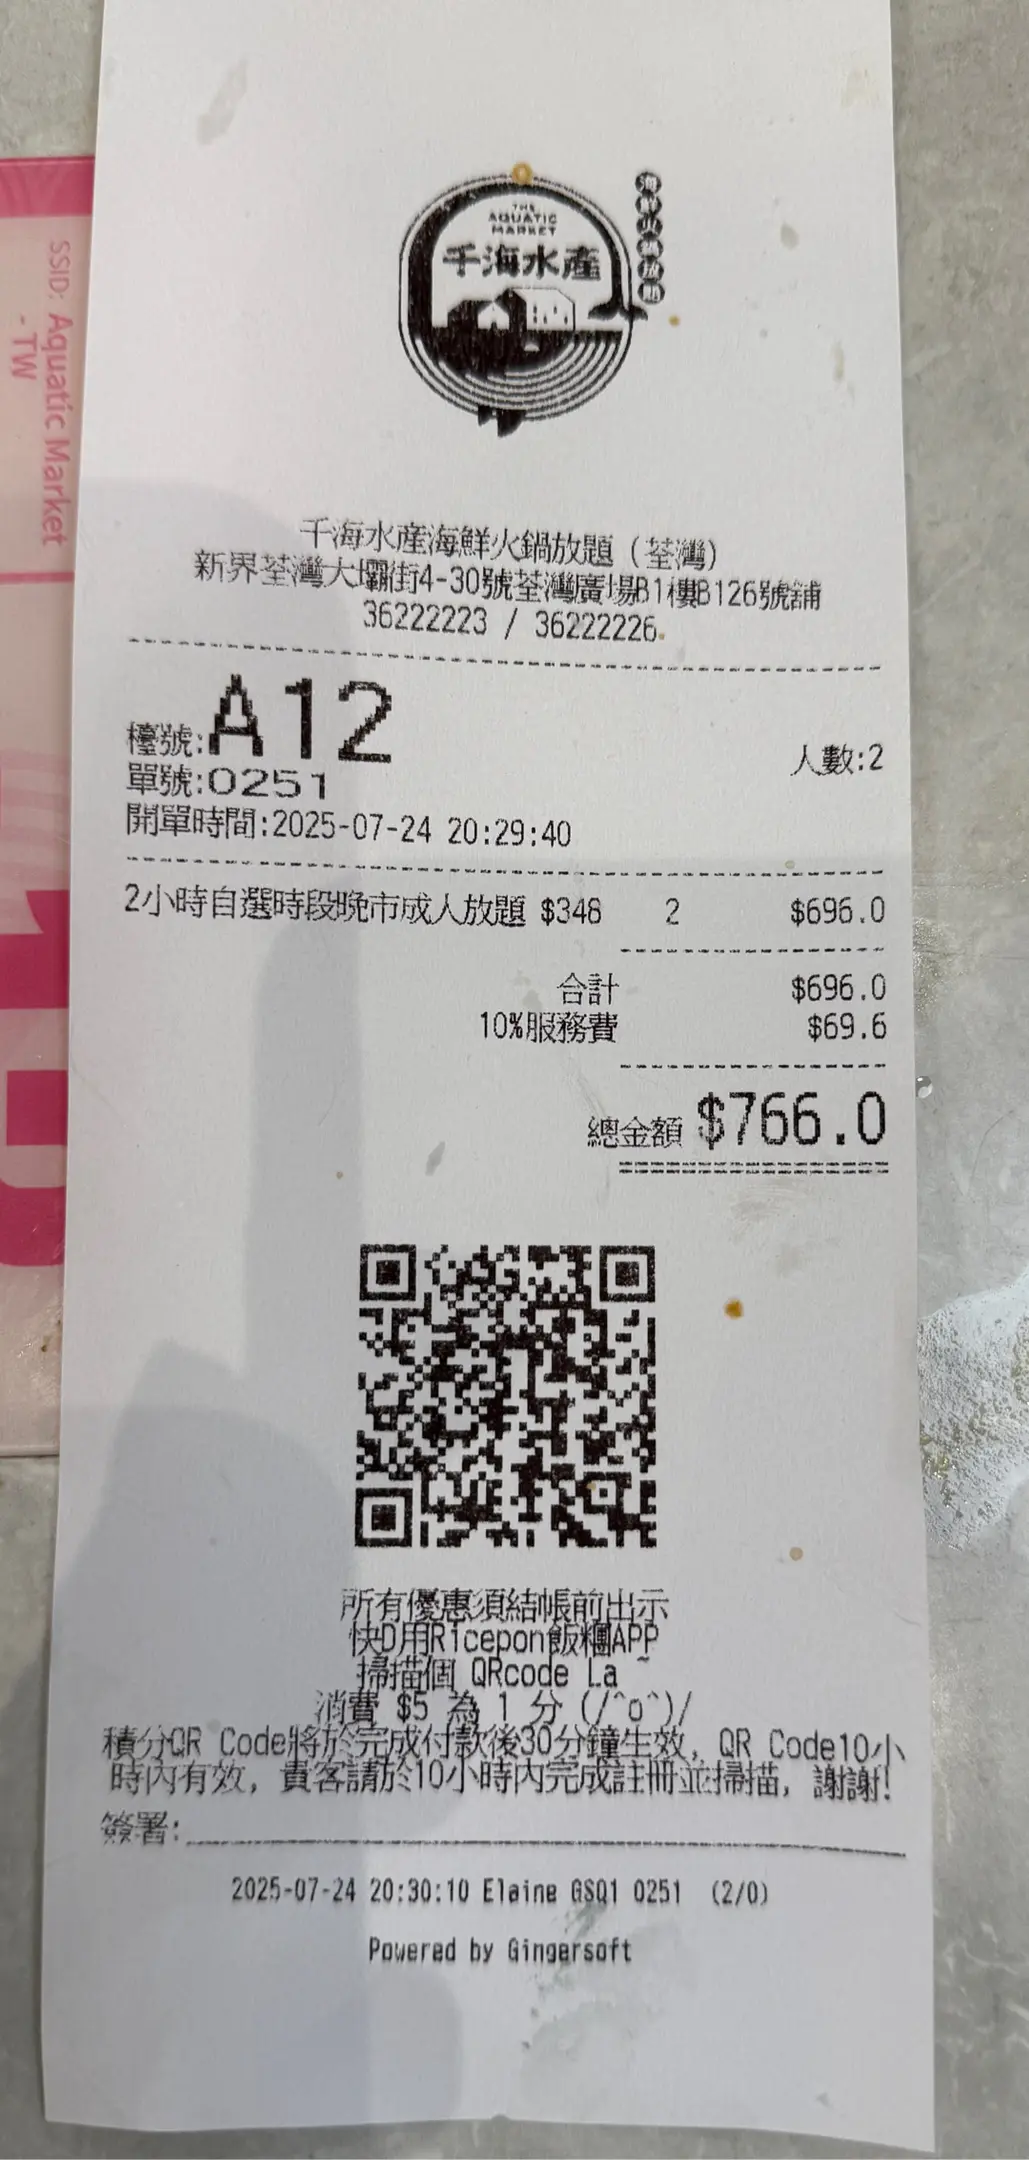 THE
AQUATIC
MARKET
千海水產
海鮮火鍋放題
SSID: Aquatic Market
- TW
千海水産海鮮火鍋放題 (荃灣)
新界荃灣大壩街4-30號荃灣廣場B1樓B126號舖
36222223 / 36222226
檯號:A12
人數:2
單號:0251
開單時間:2025-07-24 20:29:40
2小時自選時段晚市成人放題 $348 2 $696.0
合計 $696.0
10%服務費 $69.6
總金額 $766.0
所有優惠須結帳前出示
快D用Ricepon飯糰APP
掃描個 QRcode La ~
消費 $5 為 1 分 (/^o^)/
積分QR Code將於完成付款後30分鐘生效, QR Code10小
時內有效, 貴客請於10小時內完成註冊並掃描, 謝謝!
簽署:
2025-07-24 20:30:10 Elaine GSQ1 0251 (2/0)
Powered by Gingersoft